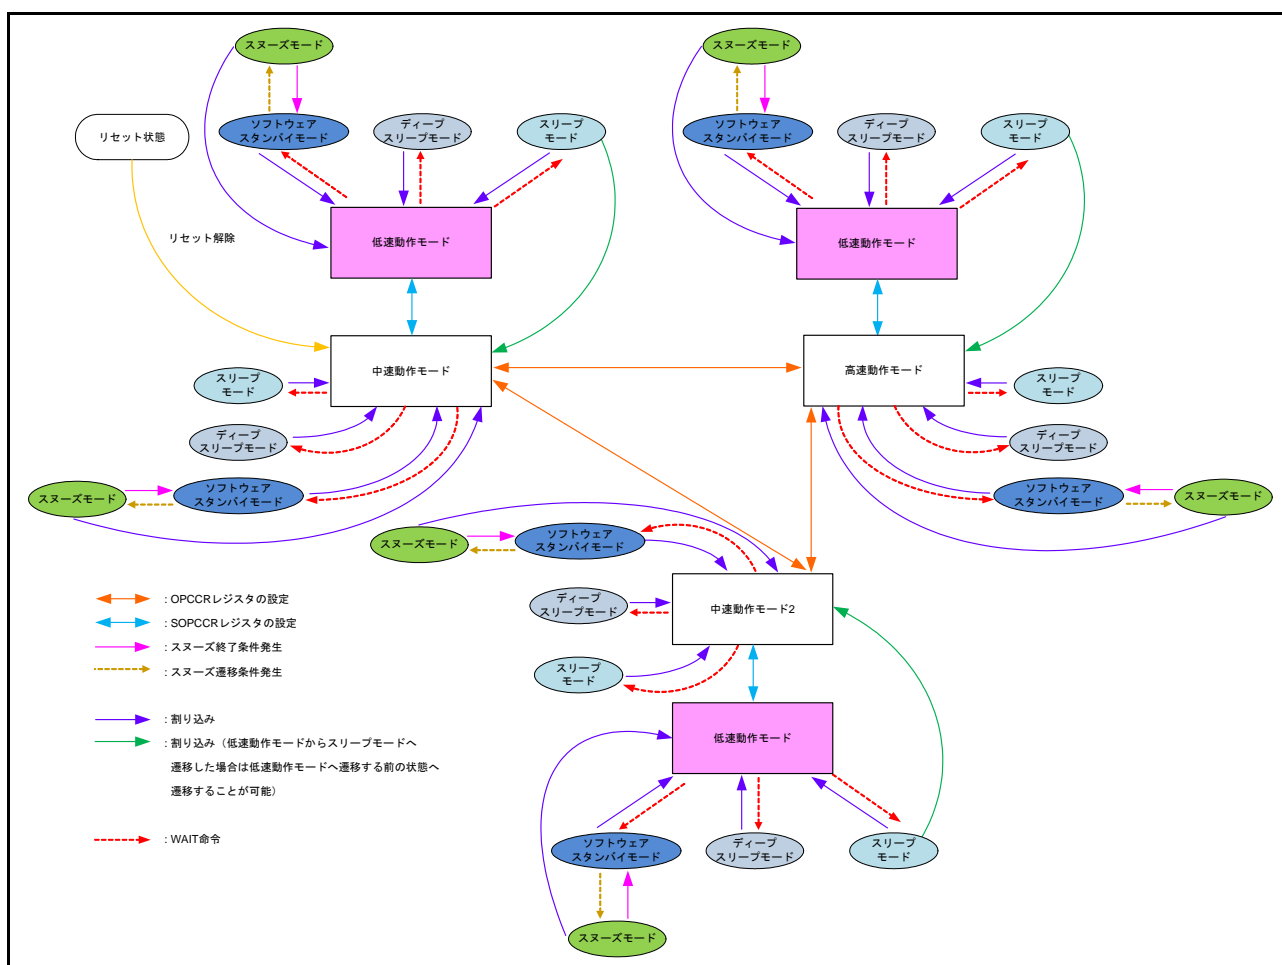 スヌーズモード
スヌーズモード
リセット状態
ソフトウェア
スタンバイモード
ディープ
スリープモード
スリープ
モード
ソフトウェア
スタンバイモード
ディープ
スリープモード
スリープ
モード
リセット解除
低速動作モード
低速動作モード
中速動作モード
高速動作モード
スリープ
モード
スリープ
モード
ディープ
スリープモード
ディープ
スリープモード
スヌーズモード
ソフトウェア
スタンバイモード
ソフトウェア
スタンバイモード
スヌーズモード
スヌーズモード
ソフトウェア
スタンバイモード
ディープ
スリープモード
中速動作モード2
スリープ
モード
低速動作モード
ソフトウェア
スタンバイモード
ディープ
スリープモード
スリープ
モード
スヌーズモード
: OPCCRレジスタの設定
: SOPCCRレジスタの設定
: スヌーズ終了条件発生
: スヌーズ遷移条件発生
: 割り込み
: 割り込み（低速動作モードからスリープモードへ
遷移した場合は低速動作モードへ遷移する前の状態へ
遷移することが可能）
: WAIT命令